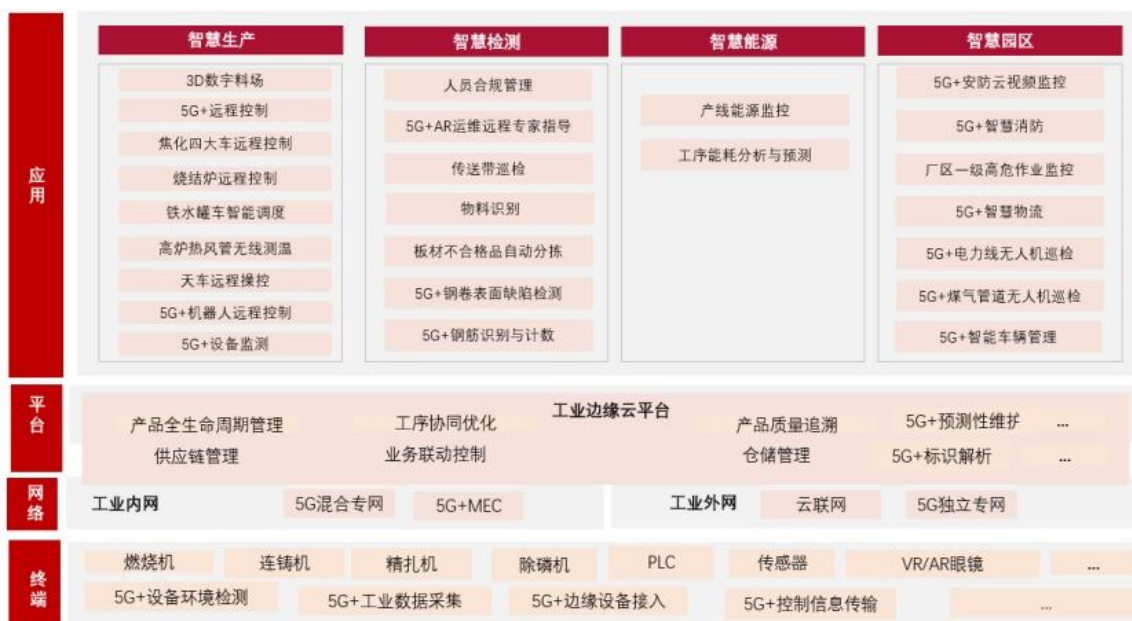 应用
智慧生产
3D数字料场
5G+远程控制
焦化四大车远程控制
烧结炉远程控制
铁水罐车智能调度
高炉热风管无线测温
天车远程操控
5G+机器人远程控制
5G+设备监测
智慧检测
人员合规管理
5G+AR运维远程专家指导
传送带巡检
物料识别
板材不合格品自动分拣
5G+钢卷表面缺陷检测
5G+钢筋识别与计数
智慧能源
产线能源监控
工序能耗分析与预测
智慧园区
5G+安防云视频监控
5G+智慧消防
厂区一级高危作业监控
5G+智慧物流
5G+电力线无人机巡检
5G+煤气管道无人机巡检
5G+智能车辆管理
平台
工业边缘云平台
产品全生命周期管理 工序协同优化 产品质量追溯 5G+预测性维护 ...
供应链管理 业务联动控制 仓储管理 5G+标识解析 ...
网络
工业内网 5G混合专网 5G+MEC 工业外网 云联网 5G独立专网
终端
燃烧机 连铸机 精扎机 除磷机 PLC 传感器 VR/AR眼镜 ...
5G+设备环境检测 5G+工业数据采集 5G+边缘设备接入 5G+控制信息传输 ...